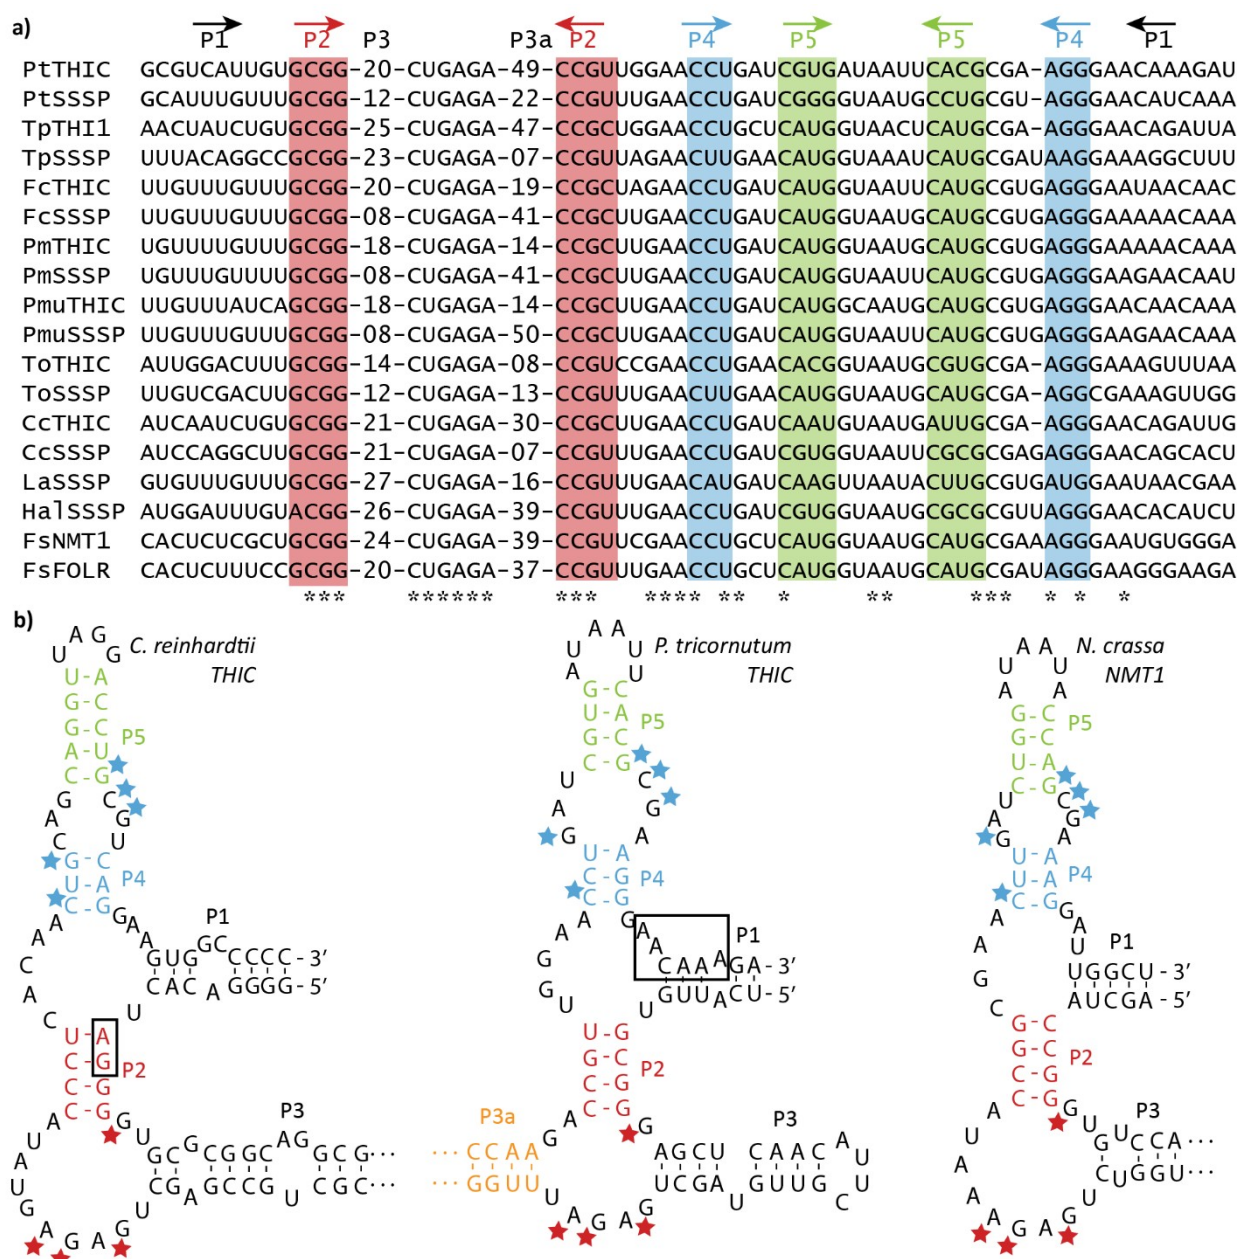 a)
P1 P2 P3 P3a P2 P4 P5 P5 P4 P1
PtTHIC GCGUCAUUGUGCGG-20-CUGAGA-49-CCGUUGGAACCUGAUCGUGAUAAUUCACGCGA-AGGGAACAAAGAU
PtSSSP GCAUUUGUUUGCGG-12-CUGAGA-22-CCGUUUGAACCUGAUCGGGGUAAUGCCUGCGU-AGGGAACAUCAAA
TpTHI1 AACUAUCUGUGCGG-25-CUGAGA-47-CCGCUGGAACCUGCUCAUGGUAACUCAUGCGA-AGGGAACAGAUUA
TpSSSP UUUACAGGCCGCGG-23-CUGAGA-07-CCGUUAGAACUUGAACAUGGUAAAUCAUGCGAUAAGGAAAGGCUUU
FcTHIC UUGUUUGUUUGCGG-20-CUGAGA-19-CCGCUAGAACCUGAUCAUGGUAAUUCAUGCGUGAGGGAAUAACAAC
FcSSSP UUGUUUGUUUGCGG-08-CUGAGA-41-CCGCUUGAACCUGAUCAUGGUAAUGCAUGCGUGAGGGAAAAACAAA
PmTHIC UGUUUUGUUUGCGG-18-CUGAGA-14-CCGCUUGAACCUGAUCAUGGUAAUGCAUGCGUGAGGGAAAAACAAA
PmSSSP UGUUUGUUUUGCGG-08-CUGAGA-41-CCGCUUGAACCUGAUCAUGGUAAUUCAUGCGUGAGGGAAAGAACAAU
PmuTHIC UUGUUUAUCAGCGG-18-CUGAGA-14-CCGCUUGAACCUGAUCAUGGCAAUGCAUGCGUGAGGGAACAACAAA
PmuSSSP UUGUUUGUUUGCGG-08-CUGAGA-50-CCGUUUGAACCUGAUCAUGGUAAUUCAUGCGUGAGGGAAGAACAAA
ToTHIC AUUGGACUUUGCGG-14-CUGAGA-08-CCGUCCGAACCUGAACACGGUAAUGCGUGCGA-AGGGAAAGUUUAA
ToSSSP UUGUCGACUUGCGG-12-CUGAGA-13-CCGUUUGAACUUGAACAUGGUAAUGCAUGCGA-AGGCGAAAGUUGG
CcTHIC AUCAAUCUGUGCGG-21-CUGAGA-30-CCGUUUGAACCUGAUCAAUGUAAUGAUUGCGA-AGGGAACAGAUUG
CcSSSP AUCCAGGCUUGCGG-21-CUGAGA-07-CCGUUUGAACCUGAUCGUGGUAAUUCGCGCGAGAGGGAACAGCACU
LaSSSP GUGUUUGUUUGCGG-27-CUGAGA-16-CCGUUUGAACAUGAUCAAGUUAAUACUUGCGUGAUGGAAUAACGAA
HalSSSP AUGGAUUUGUACGG-26-CUGAGA-39-CCGUUUGAACCUGAUCGUGGUAAUGCGCGCGUUAGGGAACACAUCU
FsNMT1 CACUCUCGCUGCGG-24-CUGAGA-39-CCGUUCGAACCUGCUCAUGGUAAUGCAUGCGAAAGGGAAUGUGGGA
FsFOLR CACUCUUUCCGCGG-20-CUGAGA-37-CCGUUUGAACCUGCUCAUGGUAAUGCAUGCGAUAGGGAAGGGAAGA
*** ****** *** **** ** * ** *** * * *
b)
C. reinhardtii
THIC
P. tricornutum
THIC
N. crassa
NMT1
P5
P4
P1
P2
P3
3′
5′
P5
P4
P1
P2
P3a
P3
3′
5′
P5
P4
P1
P2
P3
3′
5′